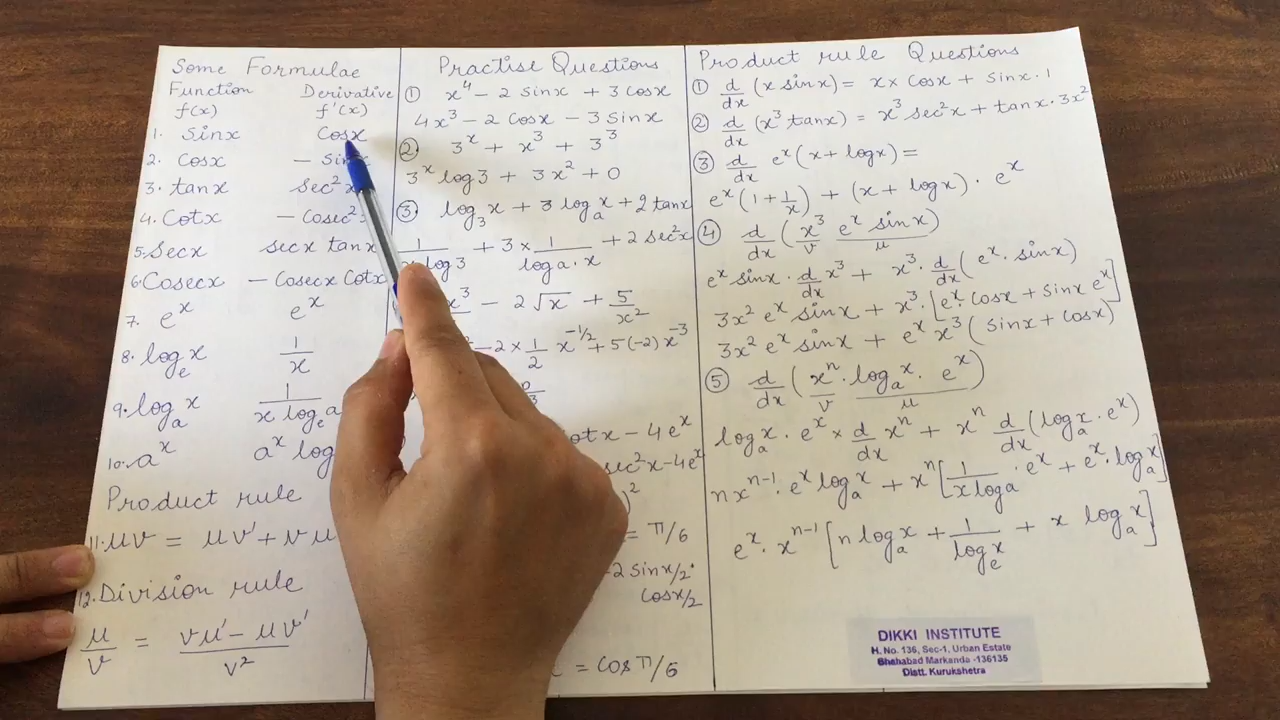 Some Formulae
Function Derivative
f(x) f'(x)
1. Sinx Cosx
2. Cosx - Sinx
3. tanx sec²x
4. Cotx - Cosec²
5. Secx secx tanx
6. Cosecx - Cosecx Cotx
7. eˣ eˣ
8. logₑx 1/x
9. logₐx 1/(x logₑa
10. aˣ aˣ log
Product rule
11. uv = uv' + vu
12. Division rule
u/v = (vu' - uv')/v²
Practise Questions
① x⁴ - 2 sinx + 3 cosx
4x³ - 2 Cosx - 3 Sinx
② 3ˣ + x³ + 3³
3ˣ log3 + 3x² + 0
③ log₃x + 3 logₐx + 2 tanx
1/ log3 + 3 × 1/(loga · x) + 2 sec²x
x³ - 2√x + 5/x²
- 2 × 1/2 x^(-1/2) + 5(-2) x⁻³
otx - 4eˣ
sec²x - 4eˣ
)²
= π/6
2 Sinx/2 ·
Cosx/2
= Cos π/6
Product rule Questions
① d/dx (x sinx) = x × Cosx + Sinx · 1
② d/dx (x³ tanx) = x³ sec²x + tanx · 3x²
③ d/dx eˣ(x + logx) =
eˣ(1 + 1/x) + (x + logx) · eˣ
④ d/dx (x³ eˣ sinx)
v u
eˣ sinx · d/dx x³ + x³ · d/dx (eˣ · sinx)
3x² eˣ sinx + x³ · [eˣ · Cosx + Sinx eˣ]
3x² eˣ sinx + eˣ x³ (sinx + cosx)
⑤ d/dx (xⁿ · logₐx · eˣ)
v u
logₐx · eˣ × d/dx xⁿ + xⁿ d/dx (logₐx · eˣ)
nxⁿ⁻¹ · eˣ logₐx + xⁿ [1/(x loga) · eˣ + eˣ · logₐx]
eˣ · xⁿ⁻¹ [n logₐx + 1/logₑx + x logₐx]
DIKKI INSTITUTE
H. No. 136, Sec-1, Urban Estate
Shahabad Markanda -136135
Distt. Kurukshetra